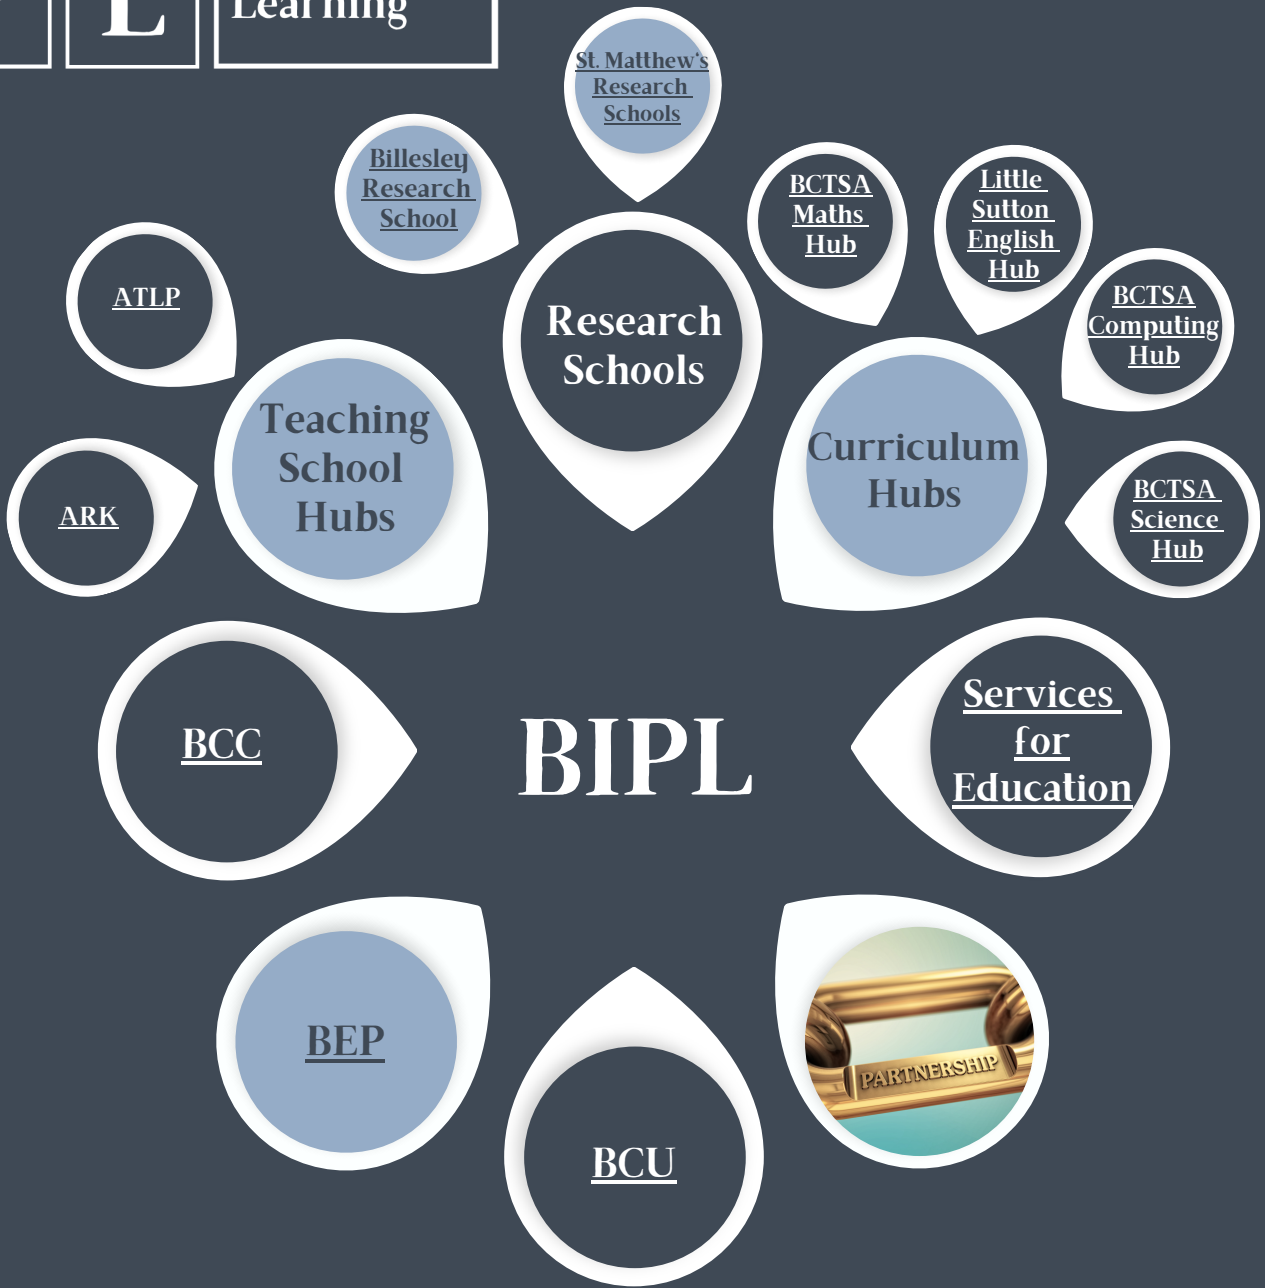 L
Learning
St. Matthew's
Research
Schools
Billesley
Research
School
BCTSA
Maths
Hub
Little
Sutton
English
Hub
ATLP
BCTSA
Computing
Hub
Research
Schools
Teaching
School
Hubs
Curriculum
Hubs
ARK
BCTSA
Science
Hub
BCC
BIPL
Services
for
Education
BEP
PARTNERSHIP
BCU